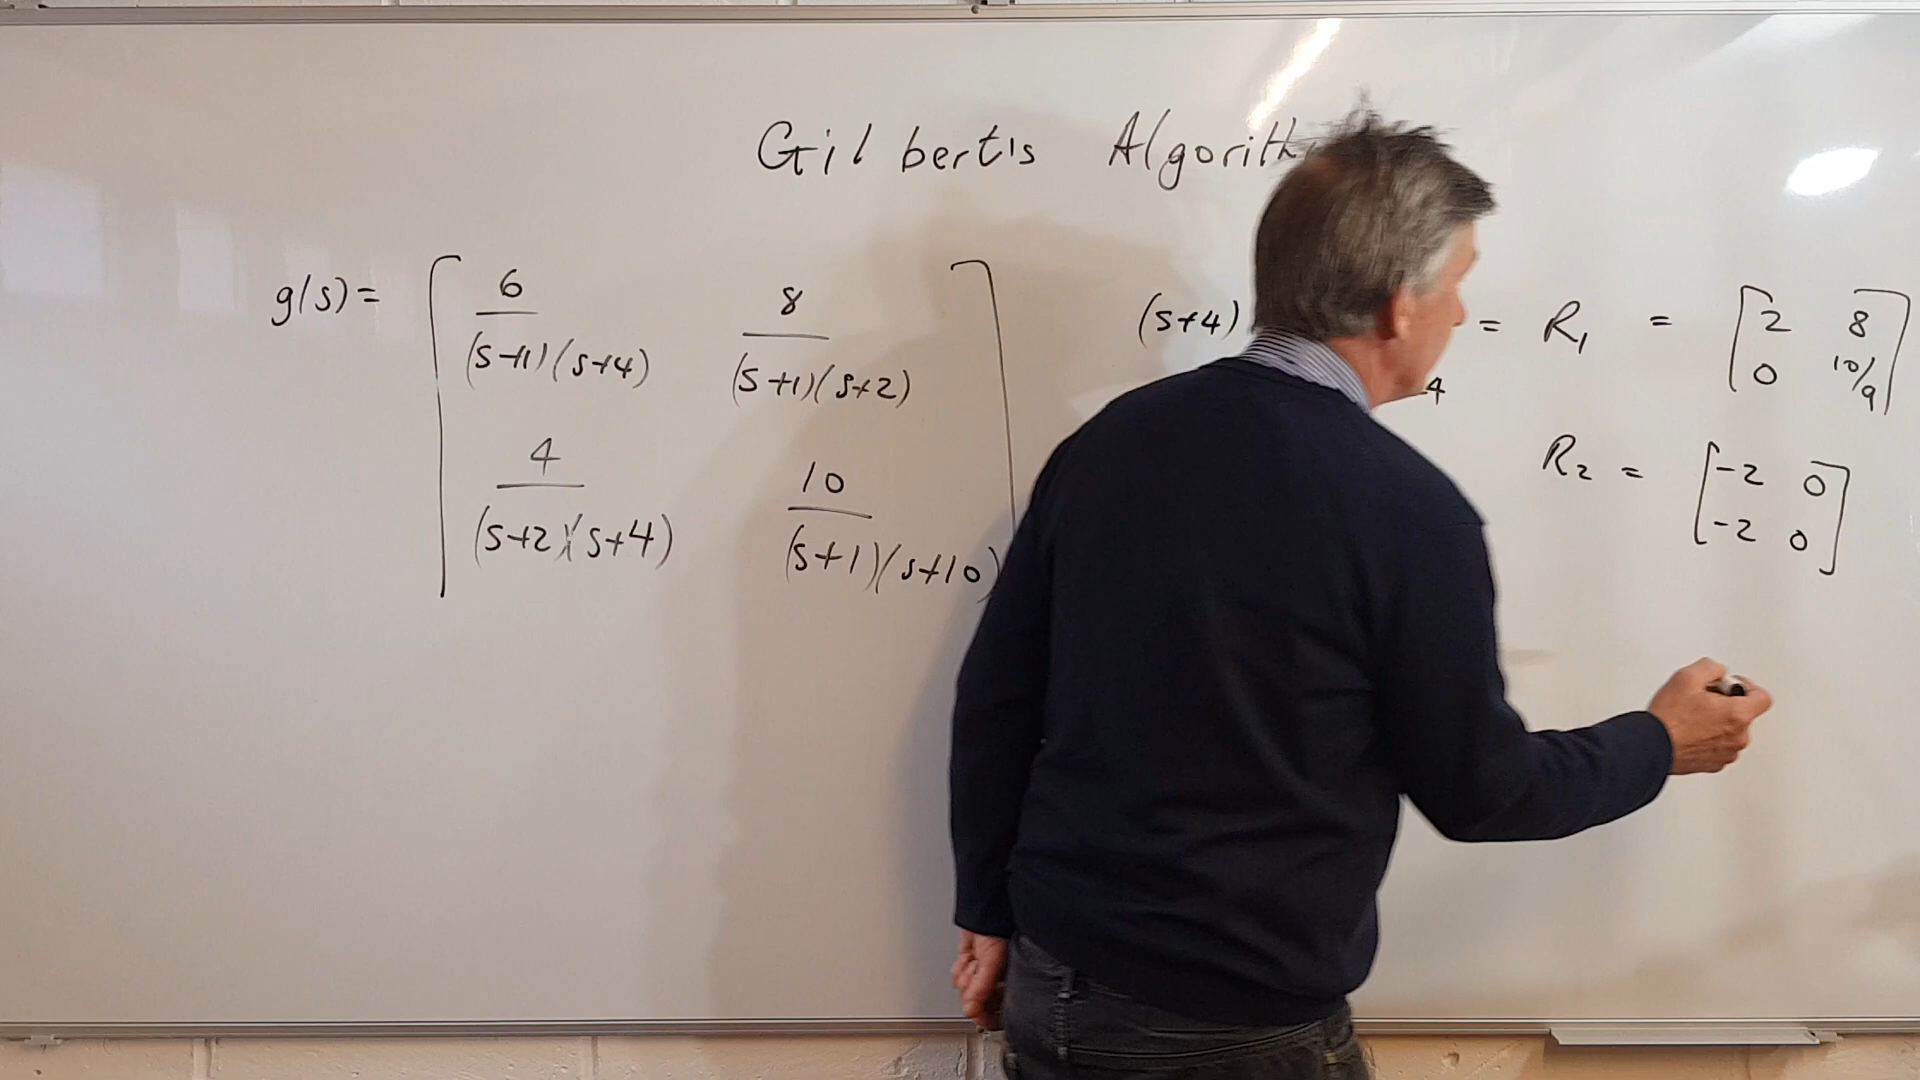 Gilbert's Algorith
g(s) = [ 6/(s+1)(s+4) 8/(s+1)(s+2) ]
[ 4/(s+2)(s+4) 10/(s+1)(s+10) ]
(s+4) = R₁ = [ 2 8 ]
4 [ 0 10/9 ]
R₂ = [ -2 0 ]
[ -2 0 ]